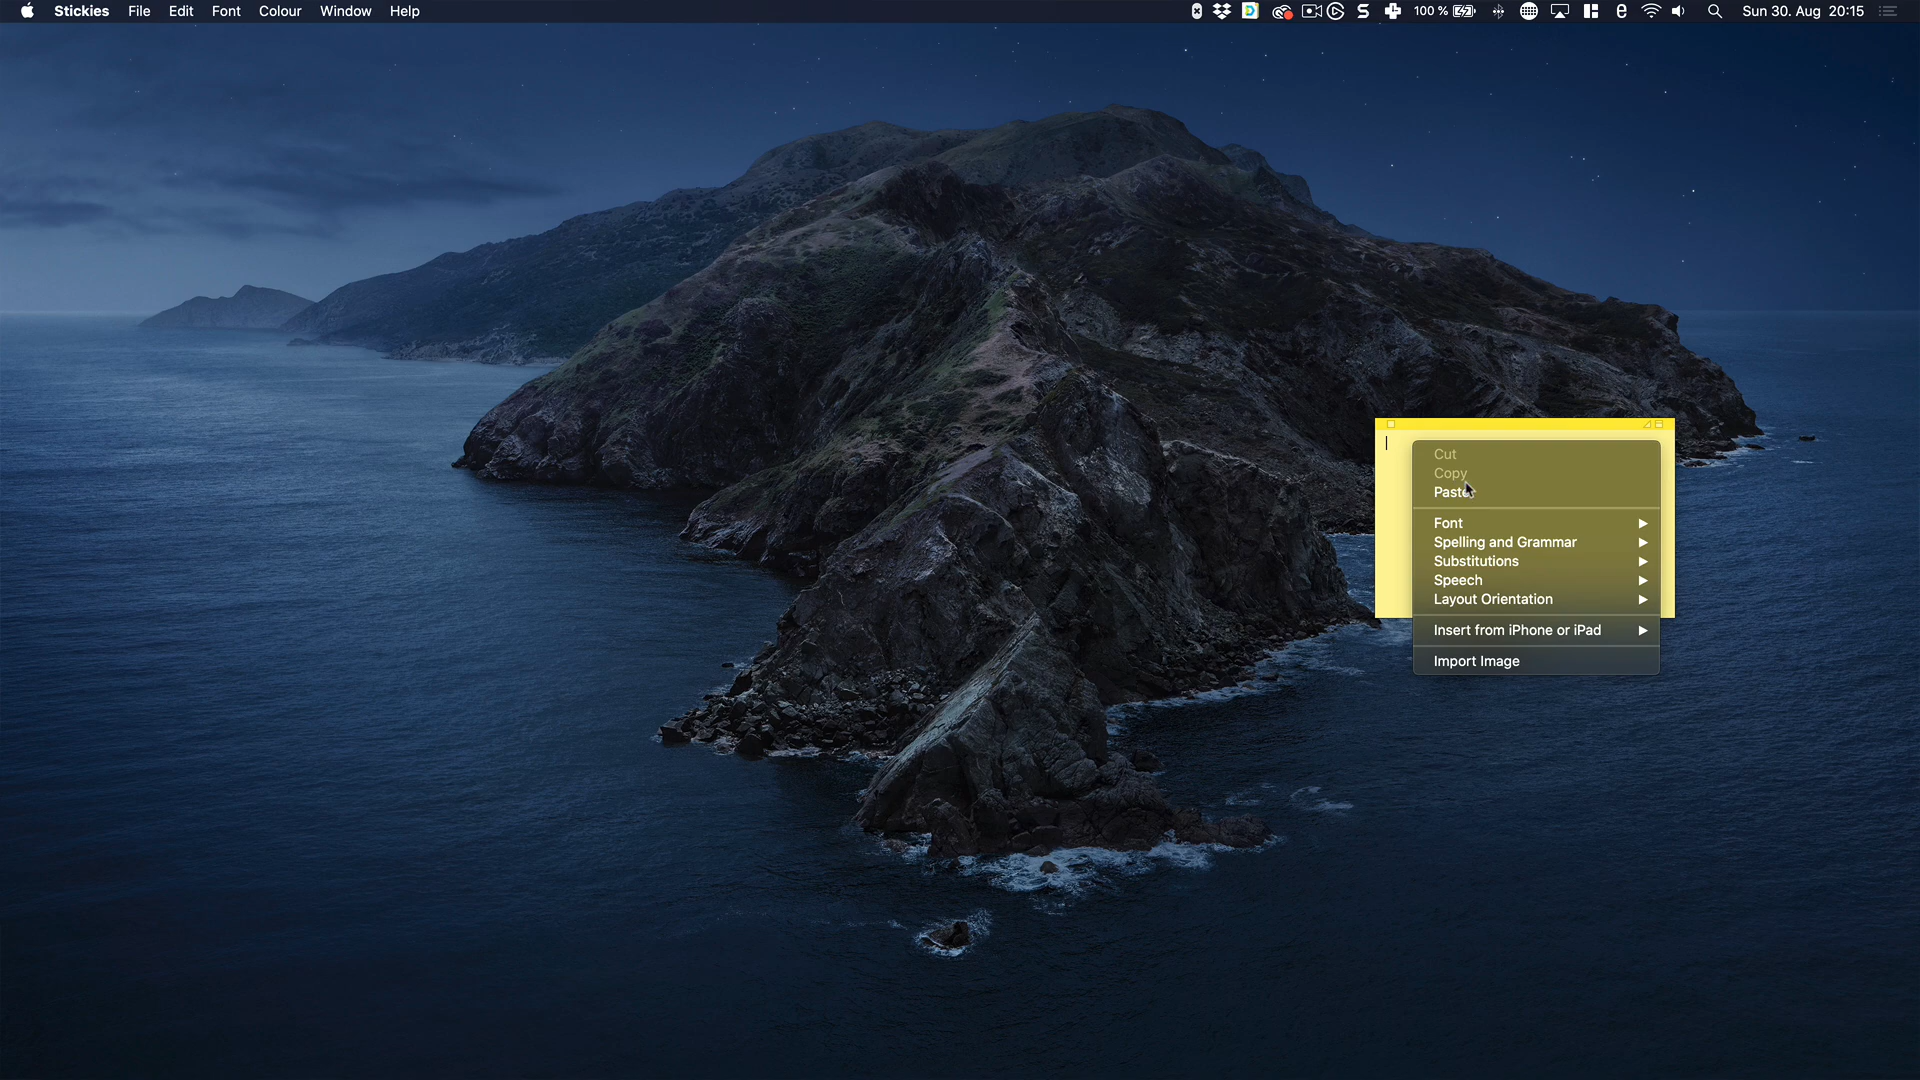 Stickies File Edit Font Colour Window Help 100 % Sun 30. Aug 20:15
Cut
Copy
Paste
Font
Spelling and Grammar
Substitutions
Speech
Layout Orientation
Insert from iPhone or iPad
Import Image